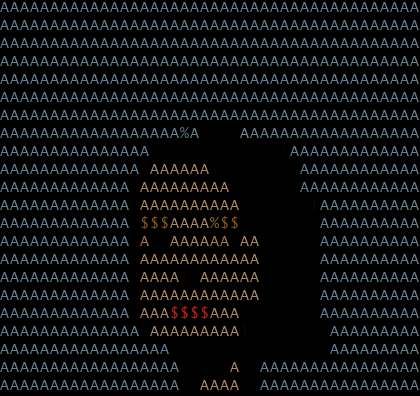 AAAAAAAAAAAAAAAAAAAAAAAAAAAAAAAAAAAAAAAAAA
AAAAAAAAAAAAAAAAAAAAAAAAAAAAAAAAAAAAAAAAAA
AAAAAAAAAAAAAAAAAAAAAAAAAAAAAAAAAAAAAAAAAA
AAAAAAAAAAAAAAAAAAAAAAAAAAAAAAAAAAAAAAAAAA
AAAAAAAAAAAAAAAAAAAAAAAAAAAAAAAAAAAAAAAAAA
AAAAAAAAAAAAAAAAAAAAAAAAAAAAAAAAAAAAAAAAAA
AAAAAAAAAAAAAAAAAAAAAAAAAAAAAAAAAAAAAAAAAA
AAAAAAAAAAAAAAAAAA%A    AAAAAAAAAAAAAAAAAA
AAAAAAAAAAAAAAA              AAAAAAAAAAAAA
AAAAAAAAAAAAAA AAAAAA         AAAAAAAAAAAA
AAAAAAAAAAAAA AAAAAAAAA       AAAAAAAAAAAA
AAAAAAAAAAAAA AAAAAAAAAA        AAAAAAAAAA
AAAAAAAAAAAAA $$$AAAA%$$        AAAAAAAAAA
AAAAAAAAAAAAA A  AAAAAA AA      AAAAAAAAAA
AAAAAAAAAAAAA AAAAAAAAAAAA      AAAAAAAAAA
AAAAAAAAAAAAA AAAA  AAAAAA      AAAAAAAAAA
AAAAAAAAAAAAA AAAAAAAAAAAA      AAAAAAAAAA
AAAAAAAAAAAAA AAA$$$$AAA        AAAAAAAAAA
AAAAAAAAAAAAAA AAAAAAAAA         AAAAAAAAA
AAAAAAAAAAAAAAAAA                AAAAAAAAA
AAAAAAAAAAAAAAAAAA     A  AAAAAAAAAAAAAAAA
AAAAAAAAAAAAAAAAAA  AAAA  AAAAAAAAAAAAAAAA